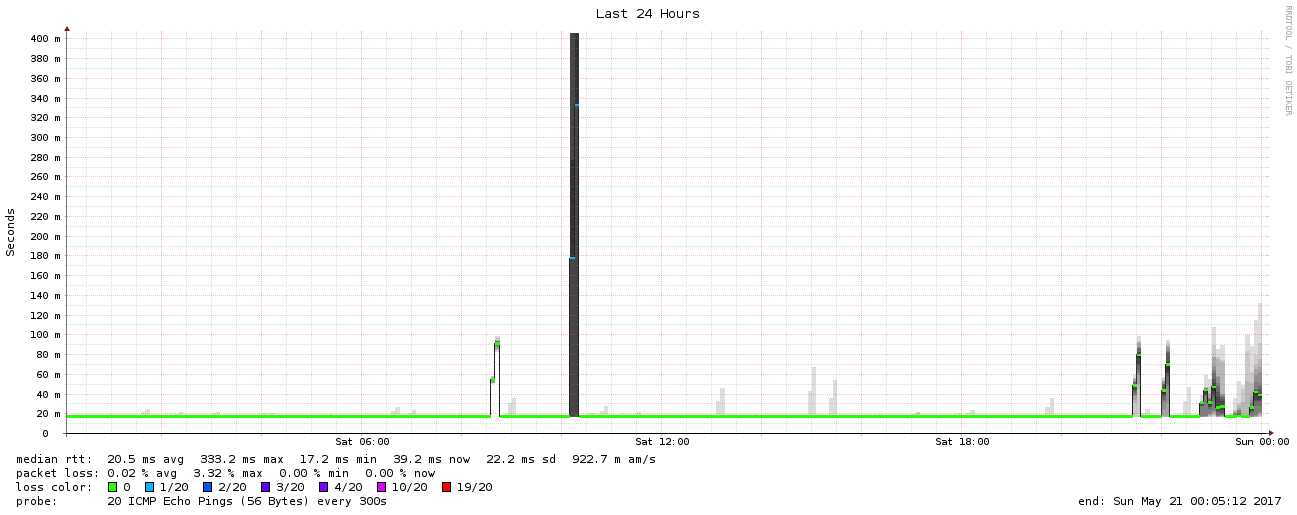 Last 24 Hours
RRDTOOL / TOBI OETIKER
Seconds
400 m
380 m
360 m
340 m
320 m
300 m
280 m
260 m
240 m
220 m
200 m
180 m
160 m
140 m
120 m
100 m
80 m
60 m
40 m
20 m
0
Sat 06:00 Sat 12:00 Sat 18:00 Sun 00:00
median rtt: 20.5 ms avg 333.2 ms max 17.2 ms min 39.2 ms now 22.2 ms sd 922.7 m am/s
packet loss: 0.02 % avg 3.32 % max 0.00 % min 0.00 % now
loss color: 0 1/20 2/20 3/20 4/20 10/20 19/20
probe: 20 ICMP Echo Pings (56 Bytes) every 300s end: Sun May 21 00:05:12 2017